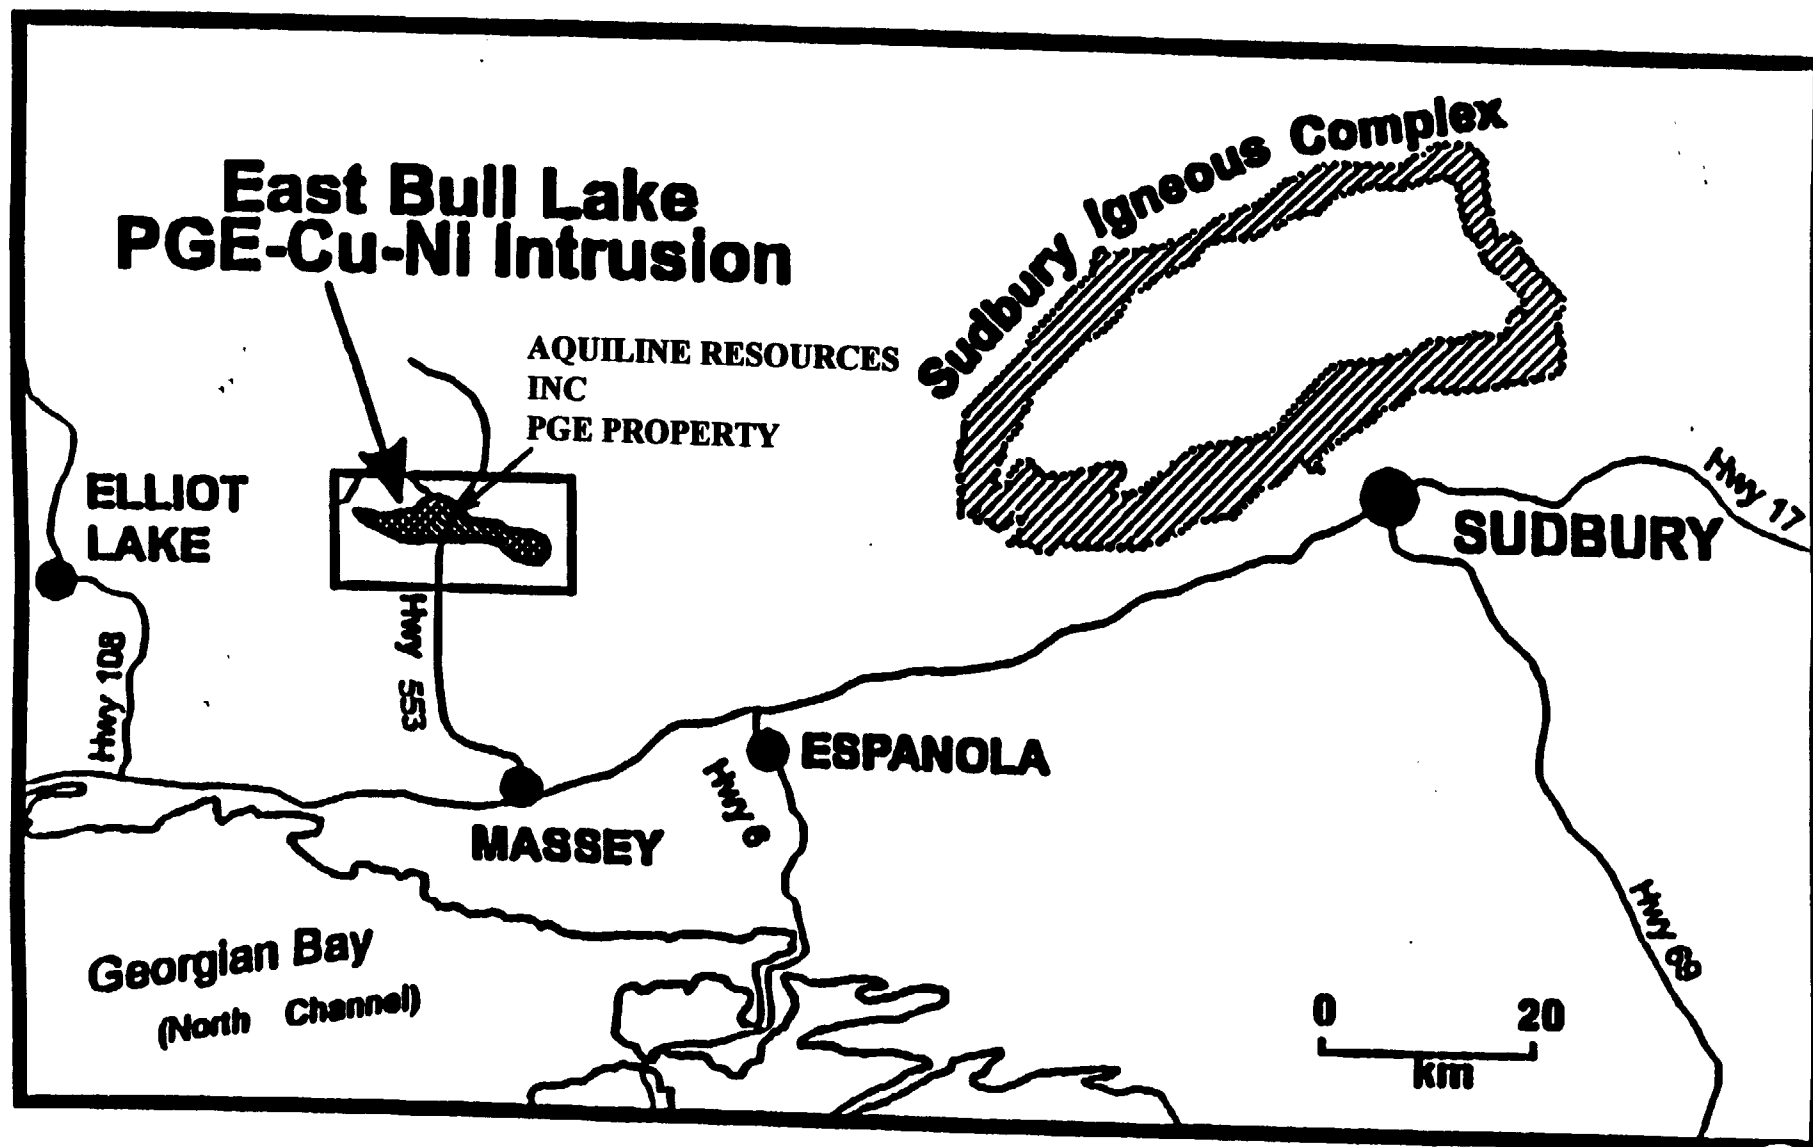 Sudbury Igneous Complex
East Bull Lake
PGE-Cu-Ni Intrusion
AQUILINE RESOURCES
INC
PGE PROPERTY
ELLIOT
LAKE
Hwy 17
SUDBURY
Hwy 108
Hwy 553
ESPANOLA
Hwy 6
MASSEY
Hwy 69
Georgian Bay
(North Channel)
0 20
km